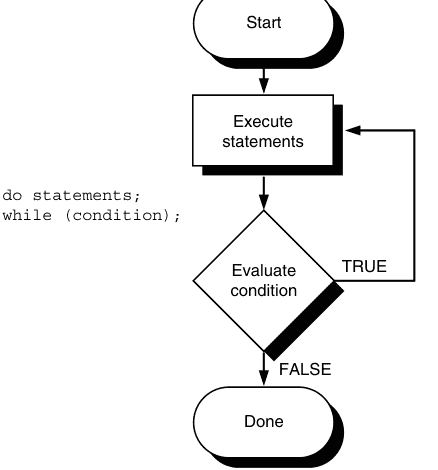 Start
Execute
statements
do statements;
while (condition);
Evaluate
condition
TRUE
FALSE
Done